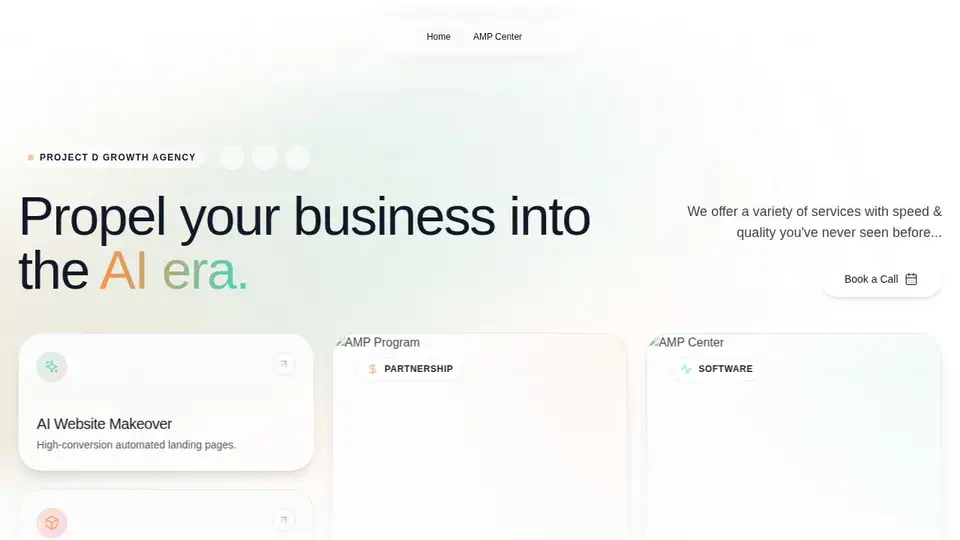 Home
AMP Center
PROJECT D GROWTH AGENCY
Propel your business into
the AI era.
We offer a variety of services with speed &
quality you've never seen before...
Book a Call
AI Website Makeover
High-conversion automated landing pages.
AMP Program
PARTNERSHIP
AMP Center
SOFTWARE